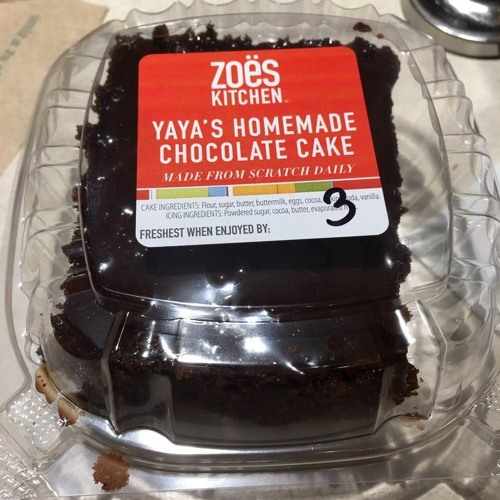 ZOËS
KITCHEN
YAYA'S HOMEMADE
CHOCOLATE CAKE
MADE FROM SCRATCH DAILY
CAKE INGREDIENTS: Flour, sugar, butter, buttermilk, eggs, cocoa, vanilla.
ICING INGREDIENTS: Powdered sugar, cocoa, butter,
3
FRESHEST WHEN ENJOYED BY: